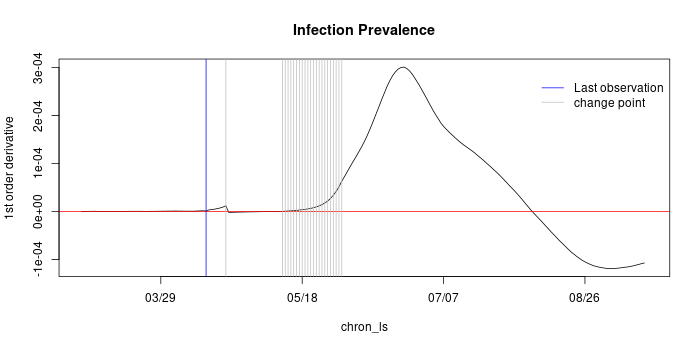 Infection Prevalence
1st order derivative
3e-04
2e-04
1e-04
0e+00
-1e-04
Last observation
change point
03/29
05/18
07/07
08/26
chron_ls